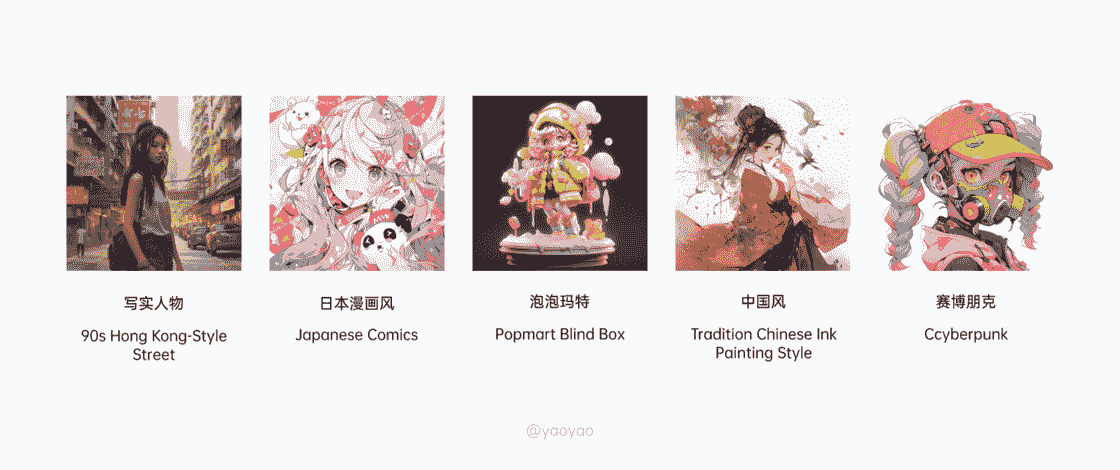 写实人物
90s Hong Kong-Style
Street
日本漫画风
Japanese Comics
泡泡玛特
Popmart Blind Box
中国风
Tradition Chinese Ink
Painting Style
赛博朋克
Ccyberpunk
@yaoyao